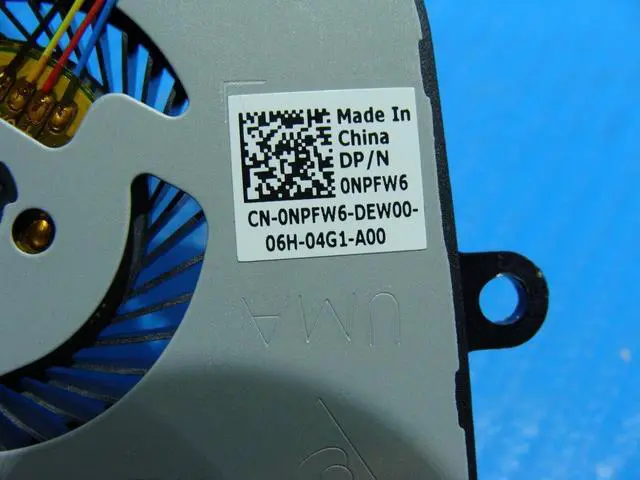 Made In
China
DP/N
0NPFW6
CN-0NPFW6-DEW00-
06H-04G1-A00
UMA